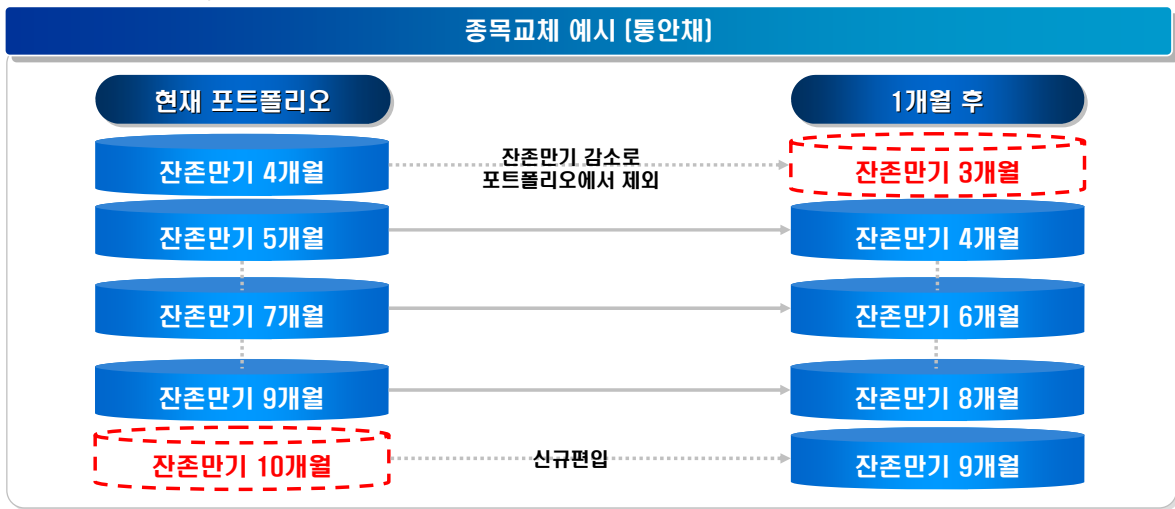 종목교체 예시 (통안채)
현재 포트폴리오
1개월 후
잔존만기 4개월
잔존만기 감소로
포트폴리오에서 제외
잔존만기 3개월
잔존만기 5개월
잔존만기 4개월
잔존만기 7개월
잔존만기 6개월
잔존만기 9개월
잔존만기 8개월
잔존만기 10개월
신규편입
잔존만기 9개월